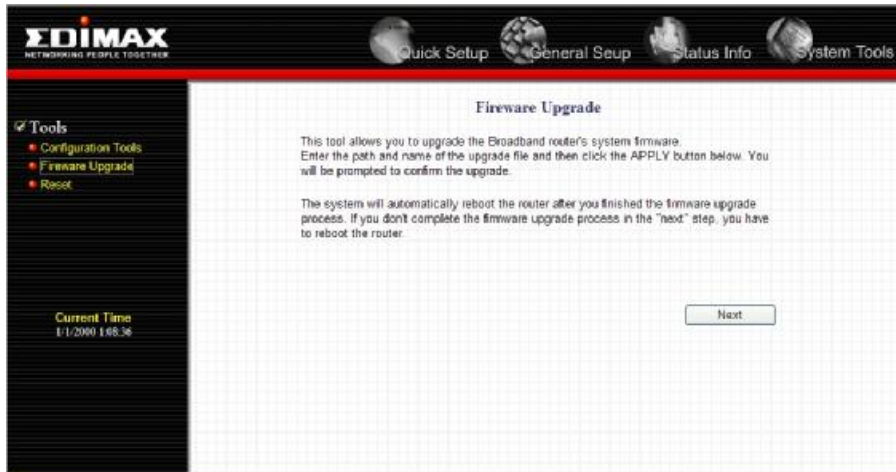 EDIMAX
NETWORKING PEOPLE TOGETHER
Quick Setup
General Seup
Status Info
System Tools
Tools
Configuration Tools
Fireware Upgrade
Reset
Current Time
1/1/2000 1:08:36
Fireware Upgrade
This tool allows you to upgrade the Broadband router's system firmware.
Enter the path and name of the upgrade file and then click the APPLY button below. You
will be prompted to confirm the upgrade.
The system will automatically reboot the router after you finished the firmware upgrade
process. If you don't complete the firmware upgrade process in the "next" step, you have
to reboot the router.
Next